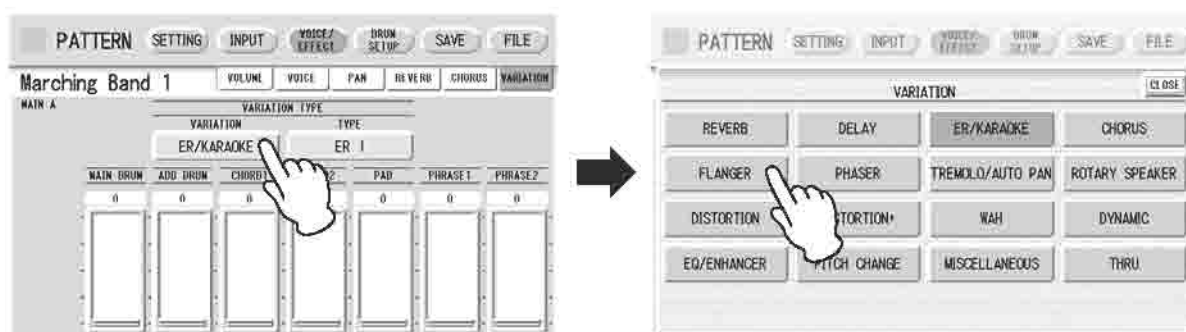 PATTERN SETTING INPUT VOICE/EFFECT DRUM SETUP SAVE FILE
Marching Band 1 VOLUME VOICE PAN REVERB CHORUS VARIATION
MAIN A
VARIATION TYPE
VARIATION TYPE
ER/KARAOKE ER 1
MAIN DRUM ADD DRUM CHORD1 PAD PHRASE1 PHRASE2
0 0 0 0 0 0
PATTERN SETTING INPUT VOICE/EFFECT DRUM SETUP SAVE FILE
VARIATION CLOSE
REVERB DELAY ER/KARAOKE CHORUS
FLANGER PHASER TREMOLO/AUTO PAN ROTARY SPEAKER
DISTORTION WAH DYNAMIC
EQ/ENHANCER PITCH CHANGE MISCELLANEOUS THRU